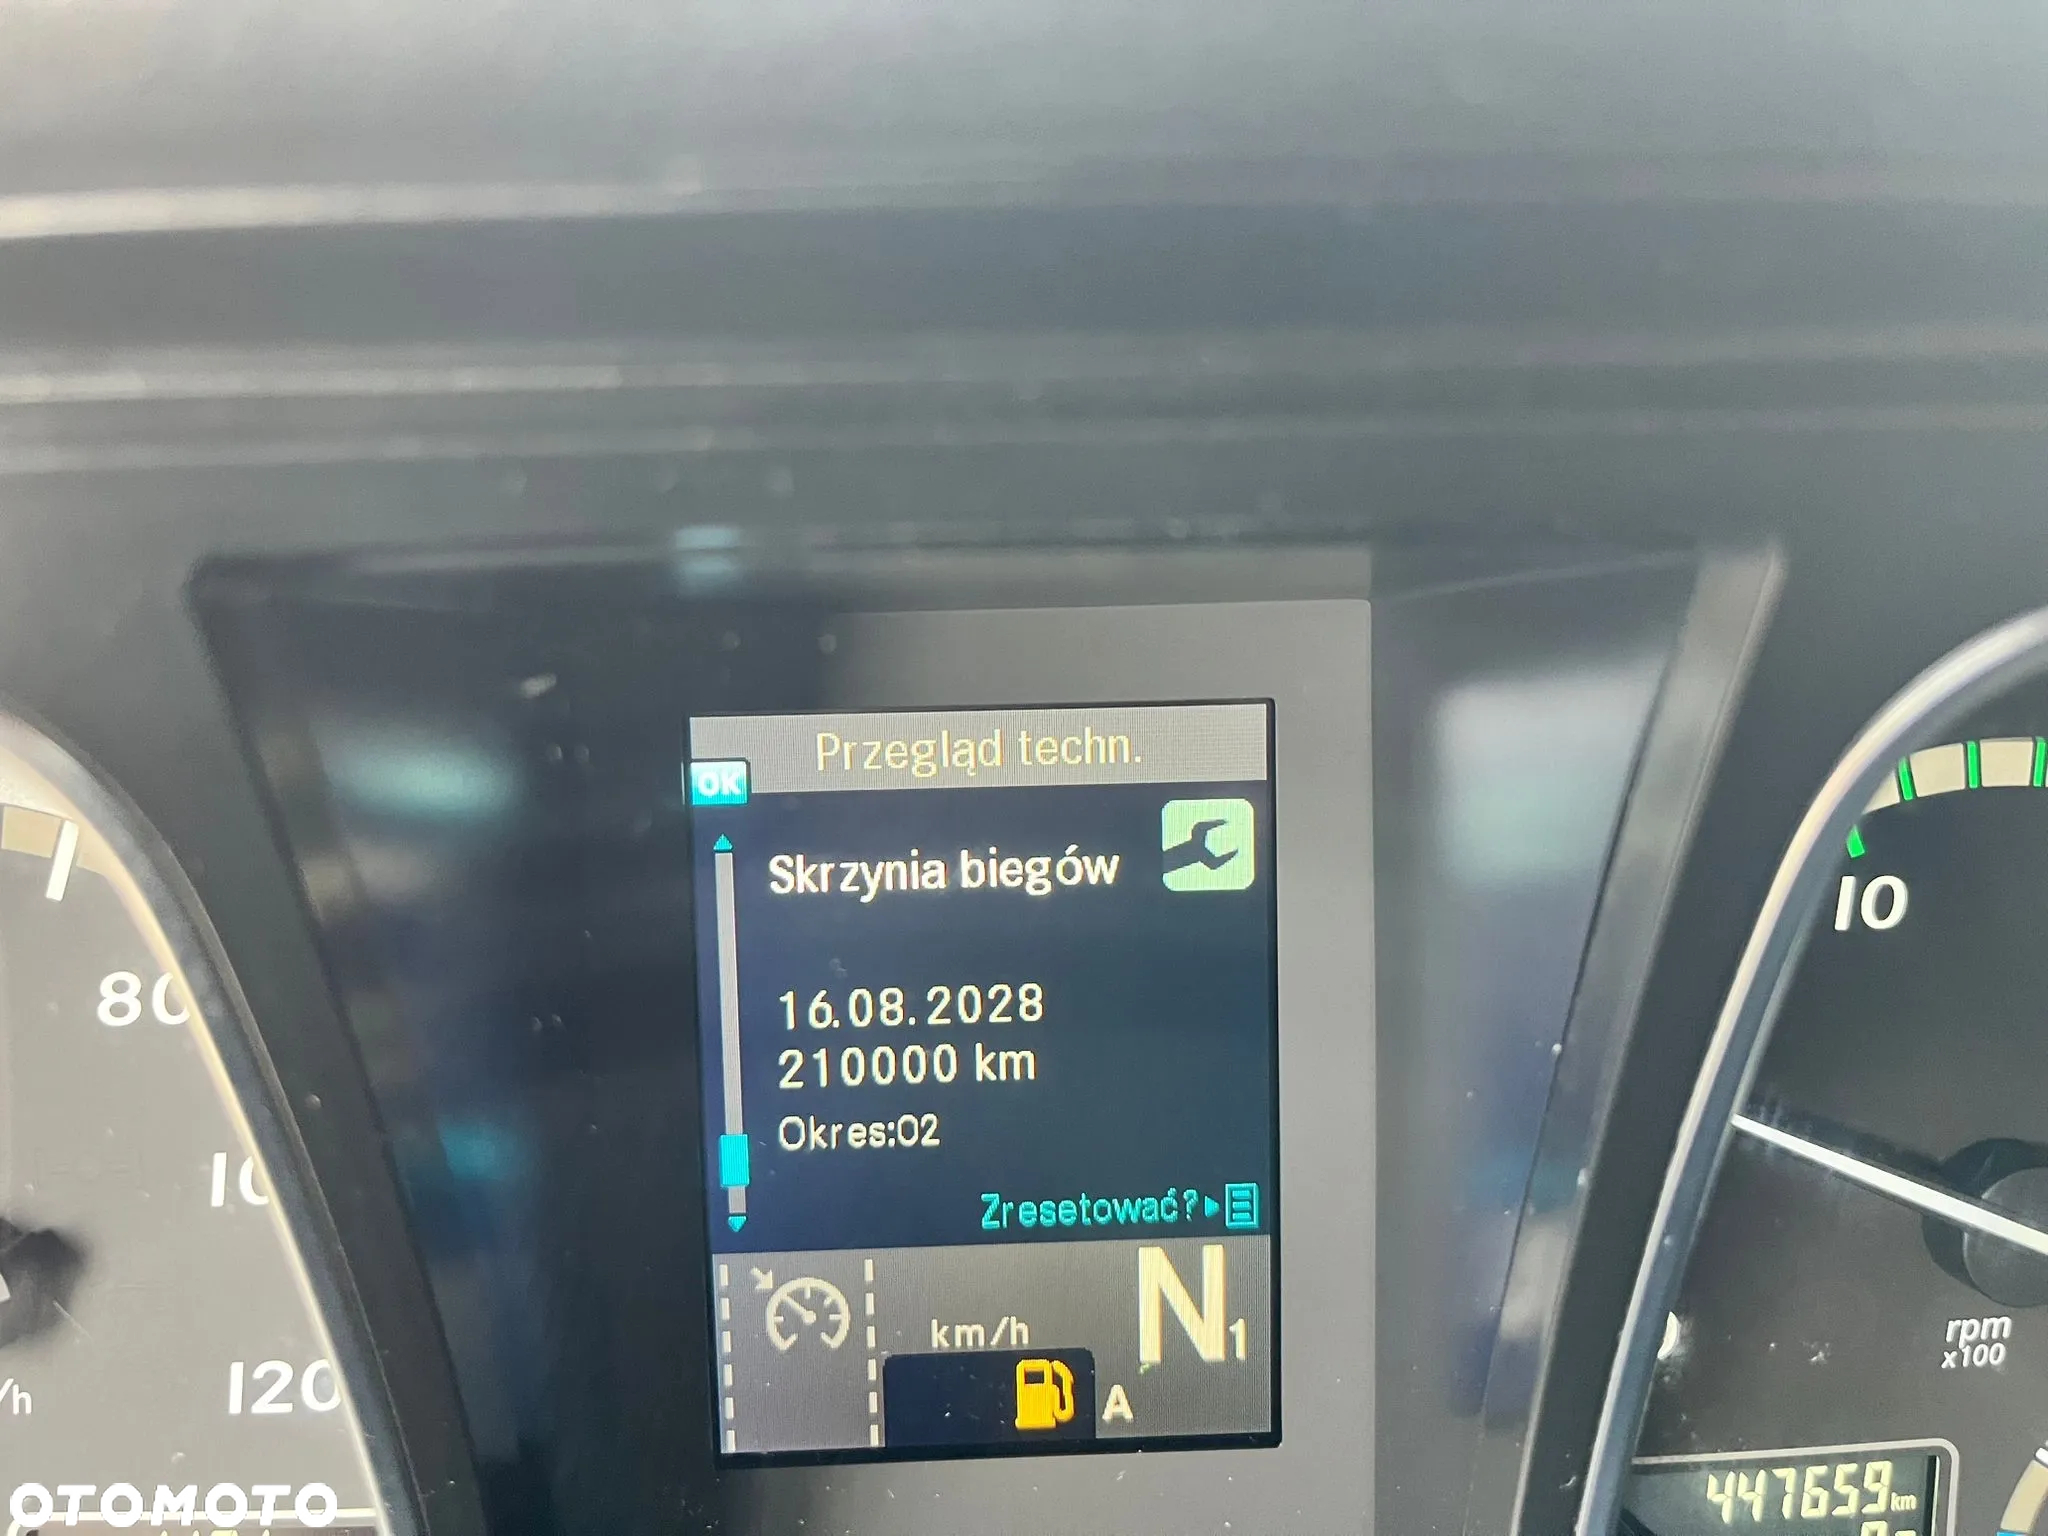 Przegląd techn.
OK
Skrzynia biegów
16.08.2028
210000 km
Okres:02
Zresetować?
km/h
N1
A
80
120
/h
10
rpm
x100
447659 km
OTOMOTO